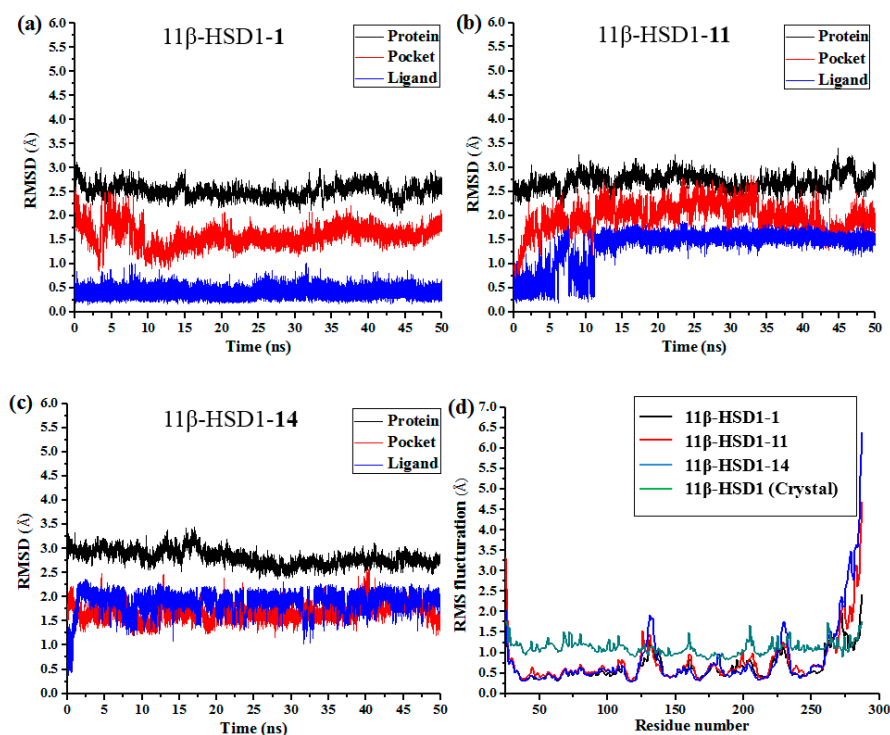 (a)
11β-HSD1-1
Protein
Pocket
Ligand
6.0
5.5
5.0
4.5
4.0
3.5
3.0
2.5
2.0
1.5
1.0
0.5
0.0
RMSD (Å)
0 5 10 15 20 25 30 35 40 45 50
Time (ns)
(b)
11β-HSD1-11
Protein
Pocket
Ligand
6.0
5.5
5.0
4.5
4.0
3.5
3.0
2.5
2.0
1.5
1.0
0.5
0.0
RMSD (Å)
0 5 10 15 20 25 30 35 40 45 50
Time (ns)
(c)
11β-HSD1-14
Protein
Pocket
Ligand
6.0
5.5
5.0
4.5
4.0
3.5
3.0
2.5
2.0
1.5
1.0
0.5
0.0
RMSD (Å)
0 5 10 15 20 25 30 35 40 45 50
Time (ns)
(d)
11β-HSD1-1
11β-HSD1-11
11β-HSD1-14
11β-HSD1 (Crystal)
7.0
6.5
6.0
5.5
5.0
4.5
4.0
3.5
3.0
2.5
2.0
1.5
1.0
0.5
0.0
RMS flucturation (Å)
50 100 150 200 250 300
Residue number